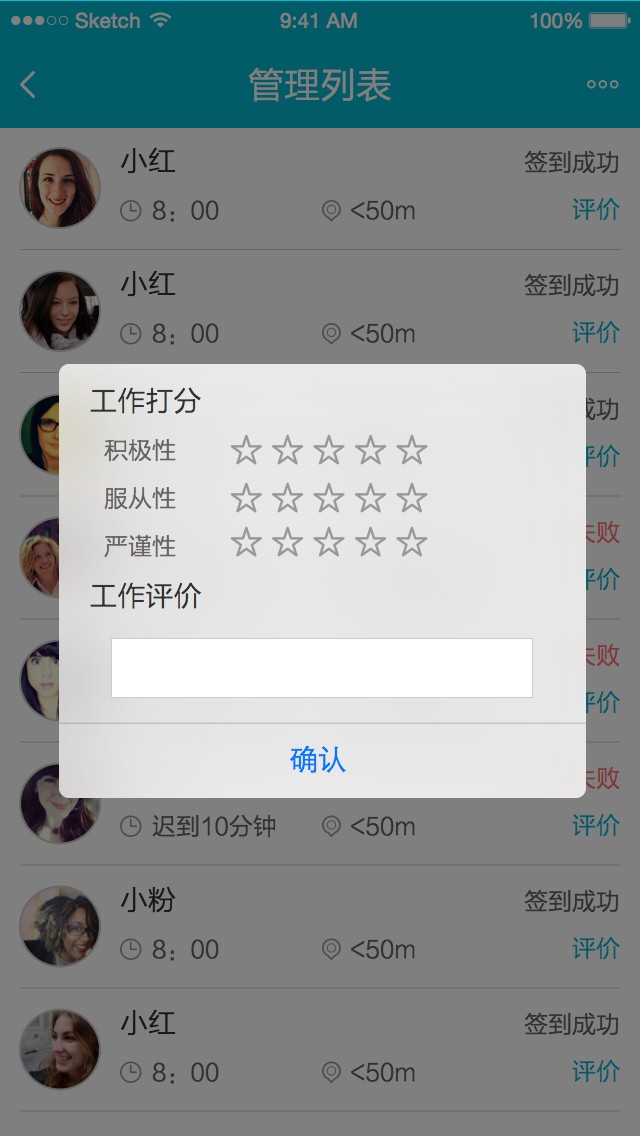 Sketch 9:41 AM 100%
管理列表
小红 签到成功
8：00 <50m 评价
小红 签到成功
8：00 <50m 评价
工作打分
积极性
服从性
严谨性
工作评价
确认
成功
评价
失败
评价
失败
评价
失败
迟到10分钟 <50m 评价
小粉 签到成功
8：00 <50m 评价
小红 签到成功
8：00 <50m 评价